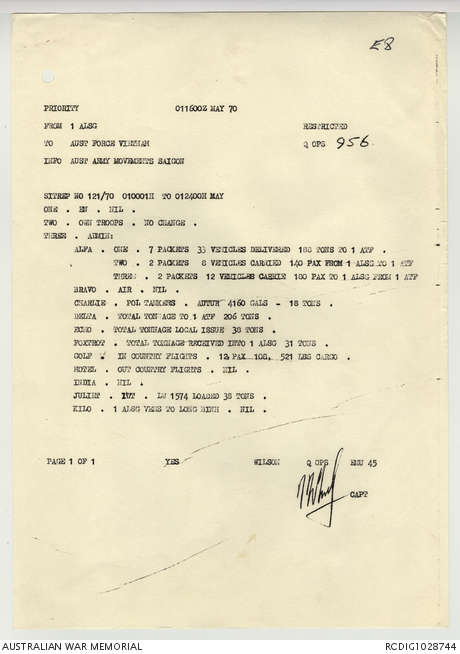 E8
PRIORITY 011600Z MAY 70
FROM 1 ALSG RESTRICTED
TO AUST FORCE VIETNAM Q OPS 956
INFO AUST ARMY MOVEMENTS SAIGON
SITREP NO 121/70 010001H TO 012400H MAY
ONE . EN . NIL .
TWO . OWN TROOPS . NO CHANGE .
THREE . ADMIN:
ALFA . ONE . 7 PACKETS 33 VEHICLES DELIVERED 188 TONS TO 1 ATF .
TWO . 2 PACKETS 8 VEHICLES CARRIED 140 PAX FROM 1 ALSG TO 1 ATF
THREE . 2 PACKETS 12 VEHICLES CARRIE 100 PAX TO 1 ALSG FROM 1 ATF
BRAVO . AIR . NIL .
CHARLIE . POL TANKERS . AVTUR 4160 GALS - 18 TONS .
DELTA . TOTAL TONNAGE TO 1 ATF 206 TONS .
ECHO . TOTAL TONNAGE LOCAL ISSUE 38 TONS .
FOXTROT . TOTAL TONNAGE RECEIVED INTO 1 ALSG 31 TONS .
GOLF . IN COUNTRY FLIGHTS . 12 PAX 108, 521 LBS CARGO .
HOTEL . OUT COUNTRY FLIGHTS . NIL .
INDIA . NIL .
JULIET . IWT . LU 1574 LOADED 38 TONS .
KILO . 1 ALSG VEHS TO LONG BINH . NIL .
PAGE 1 OF 1 YES WILSON Q OPS EMU 45
CAPT
AUSTRALIAN WAR MEMORIAL RCDIG1028744